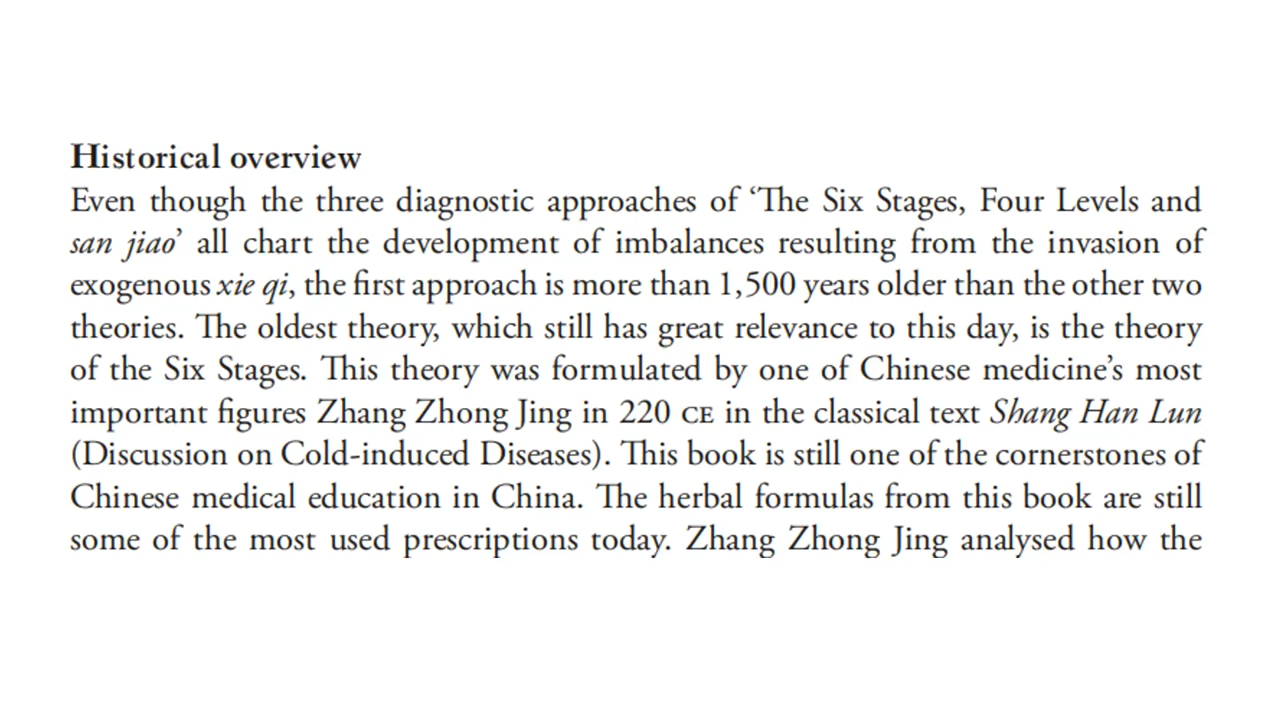 Historical overview
Even though the three diagnostic approaches of ‘The Six Stages, Four Levels and
san jiao’ all chart the development of imbalances resulting from the invasion of
exogenous xie qi, the first approach is more than 1,500 years older than the other two
theories. The oldest theory, which still has great relevance to this day, is the theory
of the Six Stages. This theory was formulated by one of Chinese medicine’s most
important figures Zhang Zhong Jing in 220 CE in the classical text Shang Han Lun
(Discussion on Cold-induced Diseases). This book is still one of the cornerstones of
Chinese medical education in China. The herbal formulas from this book are still
some of the most used prescriptions today. Zhang Zhong Jing analysed how the